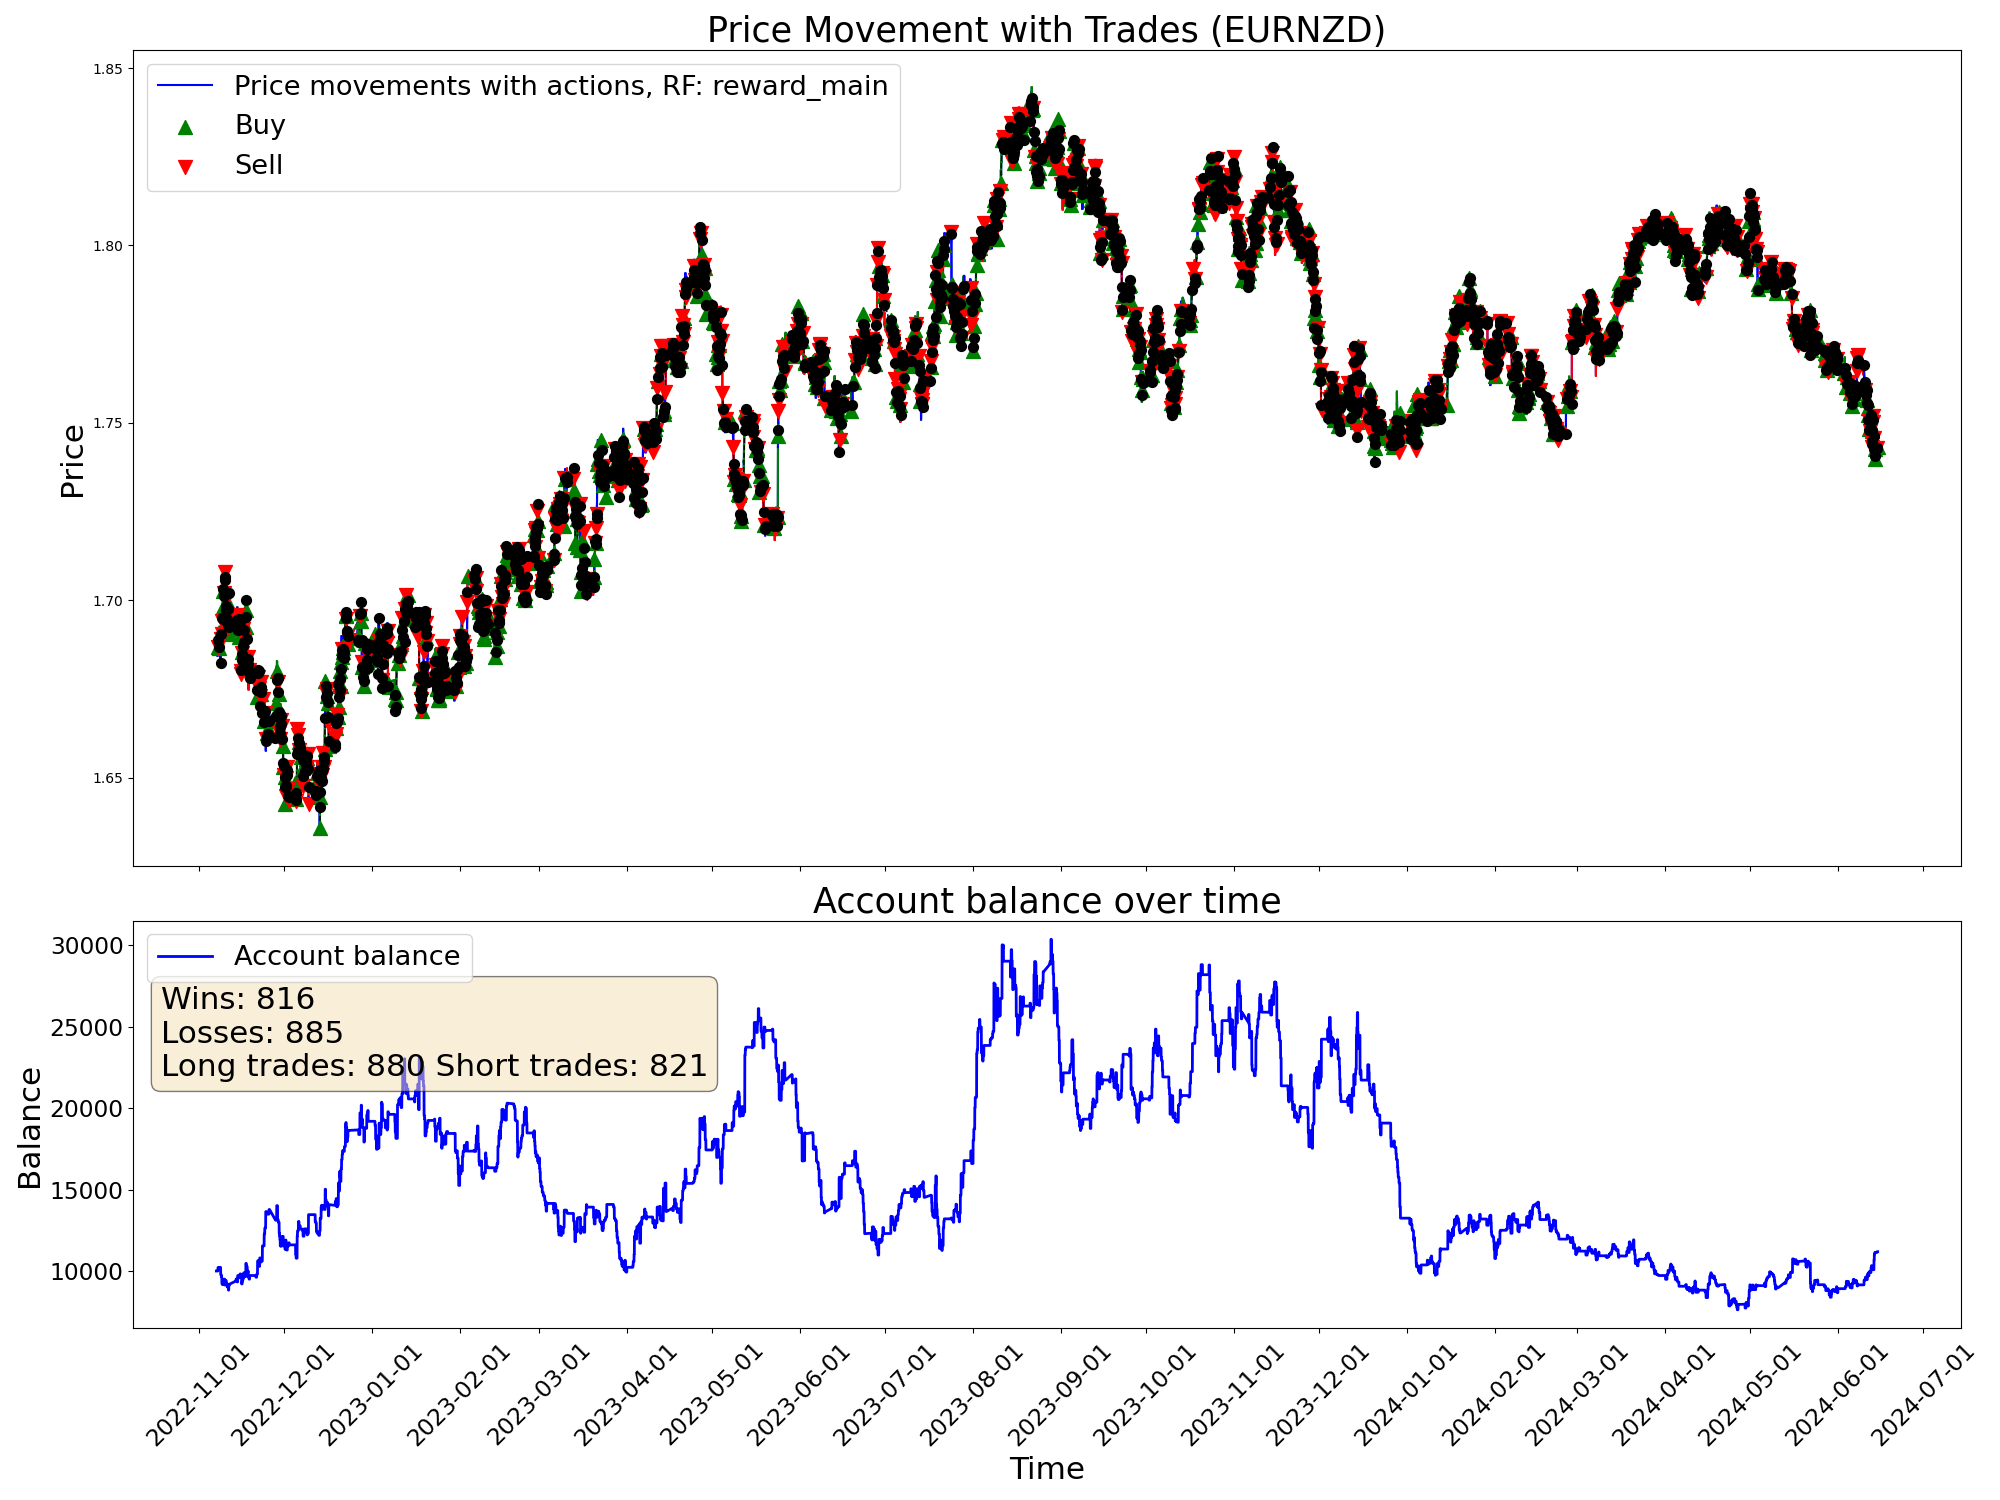 Price Movement with Trades (EURNZD)
Price movements with actions, RF: reward_main
Buy
Sell
1.85
1.80
1.75
1.70
1.65
Price
Account balance over time
Account balance
Wins: 816
Losses: 885
Long trades: 880 Short trades: 821
30000
25000
20000
15000
10000
Balance
2022-11-01
2022-12-01
2023-01-01
2023-02-01
2023-03-01
2023-04-01
2023-05-01
2023-06-01
2023-07-01
2023-08-01
2023-09-01
2023-10-01
2023-11-01
2023-12-01
2024-01-01
2024-02-01
2024-03-01
2024-04-01
2024-05-01
2024-06-01
2024-07-01
Time